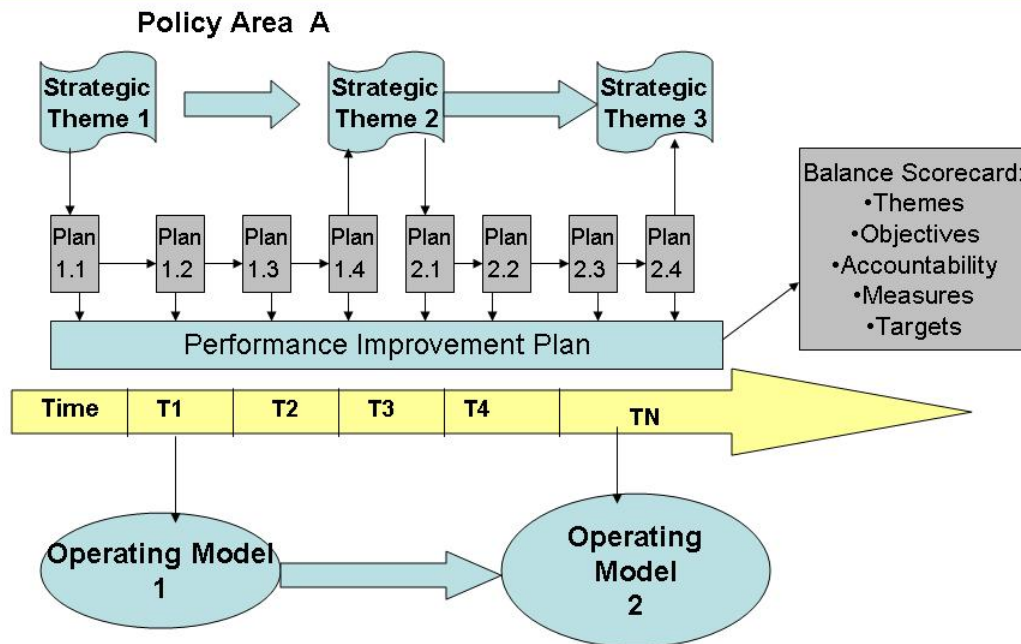 Policy Area A
Strategic
Theme 1
Strategic
Theme 2
Strategic
Theme 3
Balance Scorecard:
•Themes
•Objectives
•Accountability
•Measures
•Targets
Plan
1.1
Plan
1.2
Plan
1.3
Plan
1.4
Plan
2.1
Plan
2.2
Plan
2.3
Plan
2.4
Performance Improvement Plan
Time
T1
T2
T3
T4
TN
Operating Model
1
Operating
Model
2